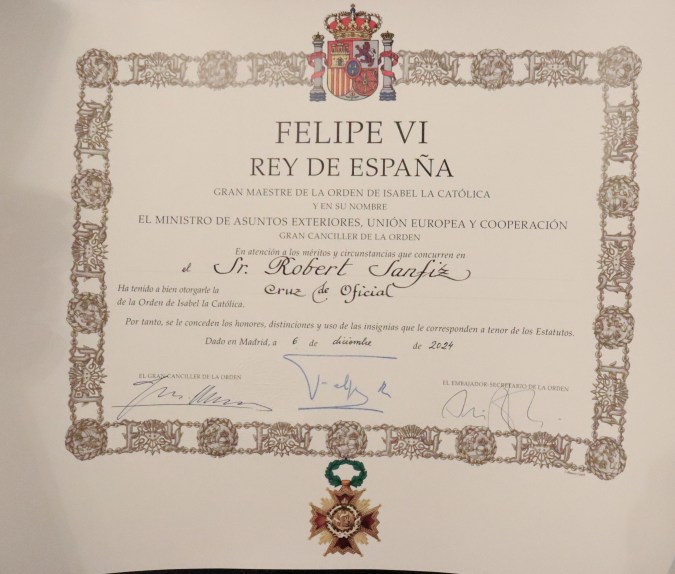 FELIPE VI
REY DE ESPAÑA
GRAN MAESTRE DE LA ORDEN DE ISABEL LA CATÓLICA
Y EN SU NOMBRE
EL MINISTRO DE ASUNTOS EXTERIORES, UNIÓN EUROPEA Y COOPERACIÓN
GRAN CANCILLER DE LA ORDEN
En atención a los méritos y circunstancias que concurren en
el Sr. Robert Sanfiz
Ha tenido a bien otorgarle la Cruz de Oficial
de la Orden de Isabel la Católica.
Por tanto, se le conceden los honores, distinciones y uso de las insignias que le corresponden a tenor de los Estatutos.
Dado en Madrid, a 6 de diciembre de 2024
EL GRAN CANCILLER DE LA ORDEN
EL EMBAJADOR SECRETARIO DE LA ORDEN